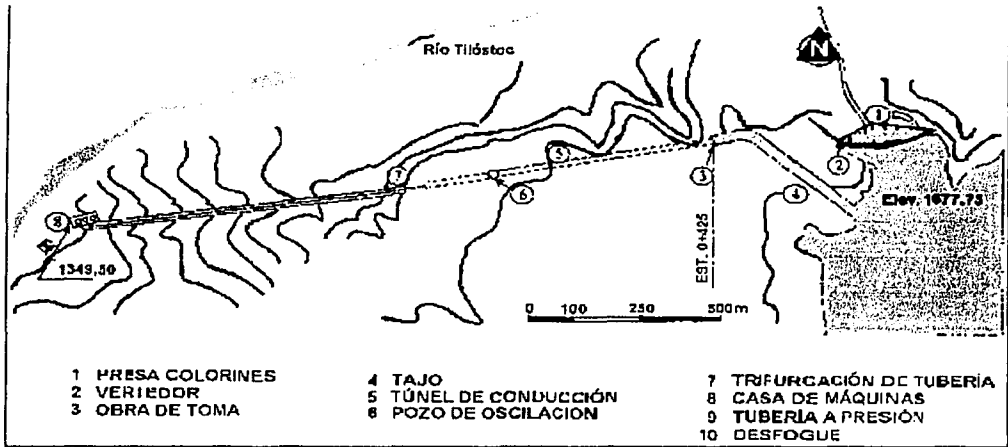 Río Tilóstoc
N
1
2
3
4
5
6
7
8
Elev. 1677.73
1349,50
EST. 0+425
0 100 250 500m
1 PRESA COLORINES
2 VERTEDOR
3 OBRA DE TOMA
4 TAJO
5 TÚNEL DE CONDUCCIÓN
6 POZO DE OSCILACION
7 TRIFURCACIÓN DE TUBERÍA
8 CASA DE MÁQUINAS
9 TUBERÍA A PRESIÓN
10 DESFOGUE